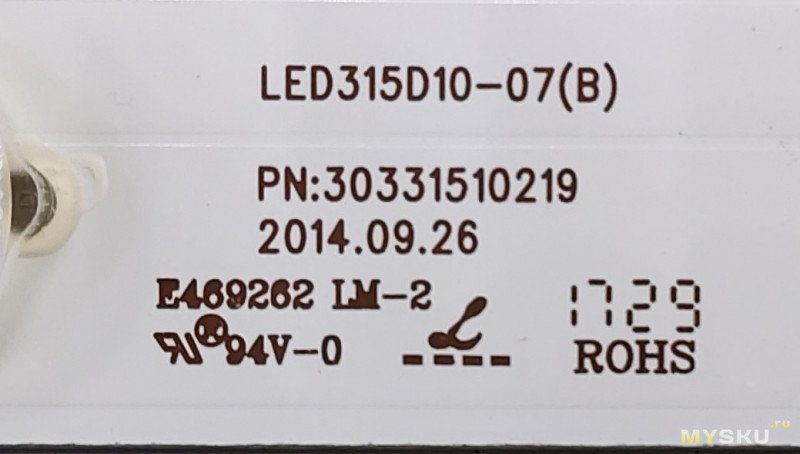 LED315D10-07(B)
PN:30331510219
2014.09.26
E469262 LM-2
1729
94V-0
ROHS
MYSKU.ru